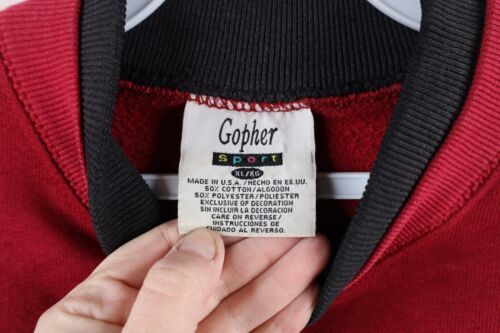 Gopher
Sport
XL/XG
MADE IN U.S.A./HECHO EN EE.UU.
50% COTTON/ALGODON
50% POLYESTER/POLIESTER
EXCLUSIVE OF DECORATION
SIN INCLUIR LA DECORACION
CARE ON REVERSE/
INSTRUCCIONES DE
CUIDADO AL REVERSO.